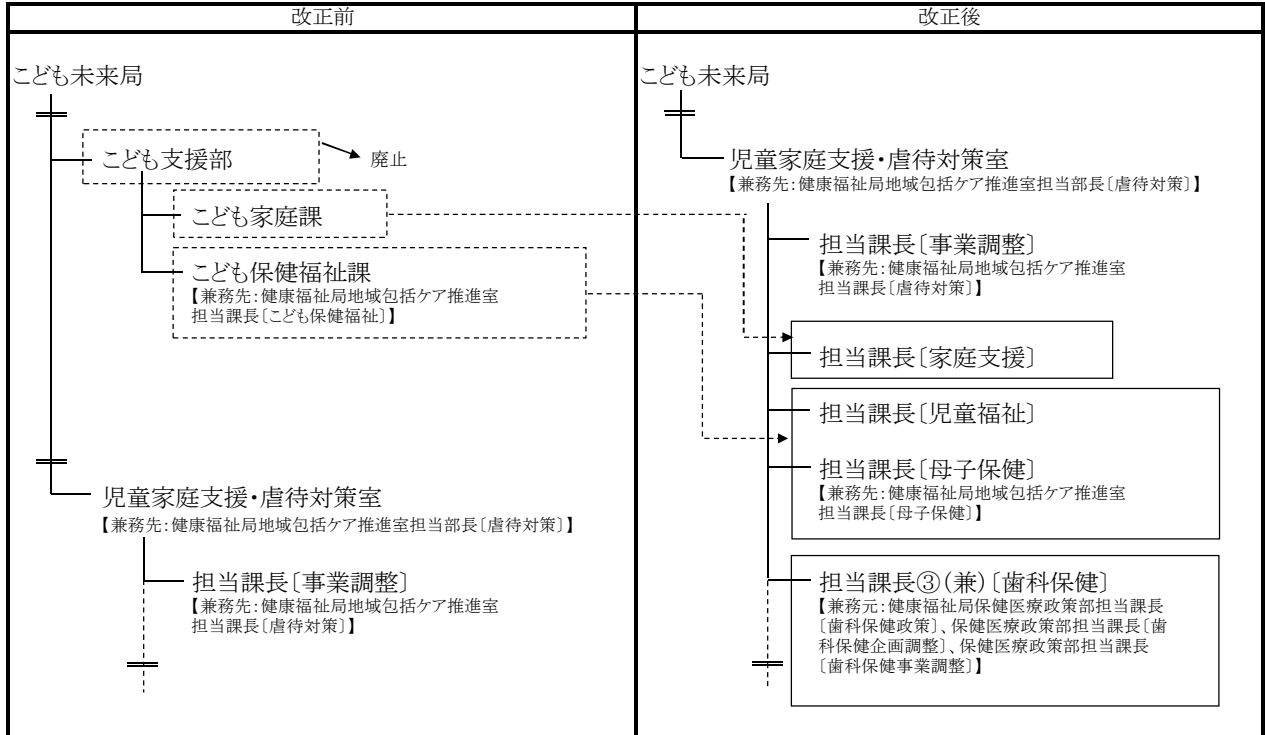 改正前
こども未来局
こども支援部
廃止
こども家庭課
こども保健福祉課
【兼務先:健康福祉局地域包括ケア推進室
担当課長〔こども保健福祉〕】
児童家庭支援・虐待対策室
【兼務先:健康福祉局地域包括ケア推進室担当部長〔虐待対策〕】
担当課長〔事業調整〕
【兼務先:健康福祉局地域包括ケア推進室
担当課長〔虐待対策〕】
改正後
こども未来局
児童家庭支援・虐待対策室
【兼務先:健康福祉局地域包括ケア推進室担当部長〔虐待対策〕】
担当課長〔事業調整〕
【兼務先:健康福祉局地域包括ケア推進室
担当課長〔虐待対策〕】
担当課長〔家庭支援〕
担当課長〔児童福祉〕
担当課長〔母子保健〕
【兼務先:健康福祉局地域包括ケア推進室
担当課長〔母子保健〕】
担当課長③(兼)〔歯科保健〕
【兼務元:健康福祉局保健医療政策部担当課長
〔歯科保健政策〕、保健医療政策部担当課長〔歯
科保健企画調整〕、保健医療政策部担当課長
〔歯科保健事業調整〕】